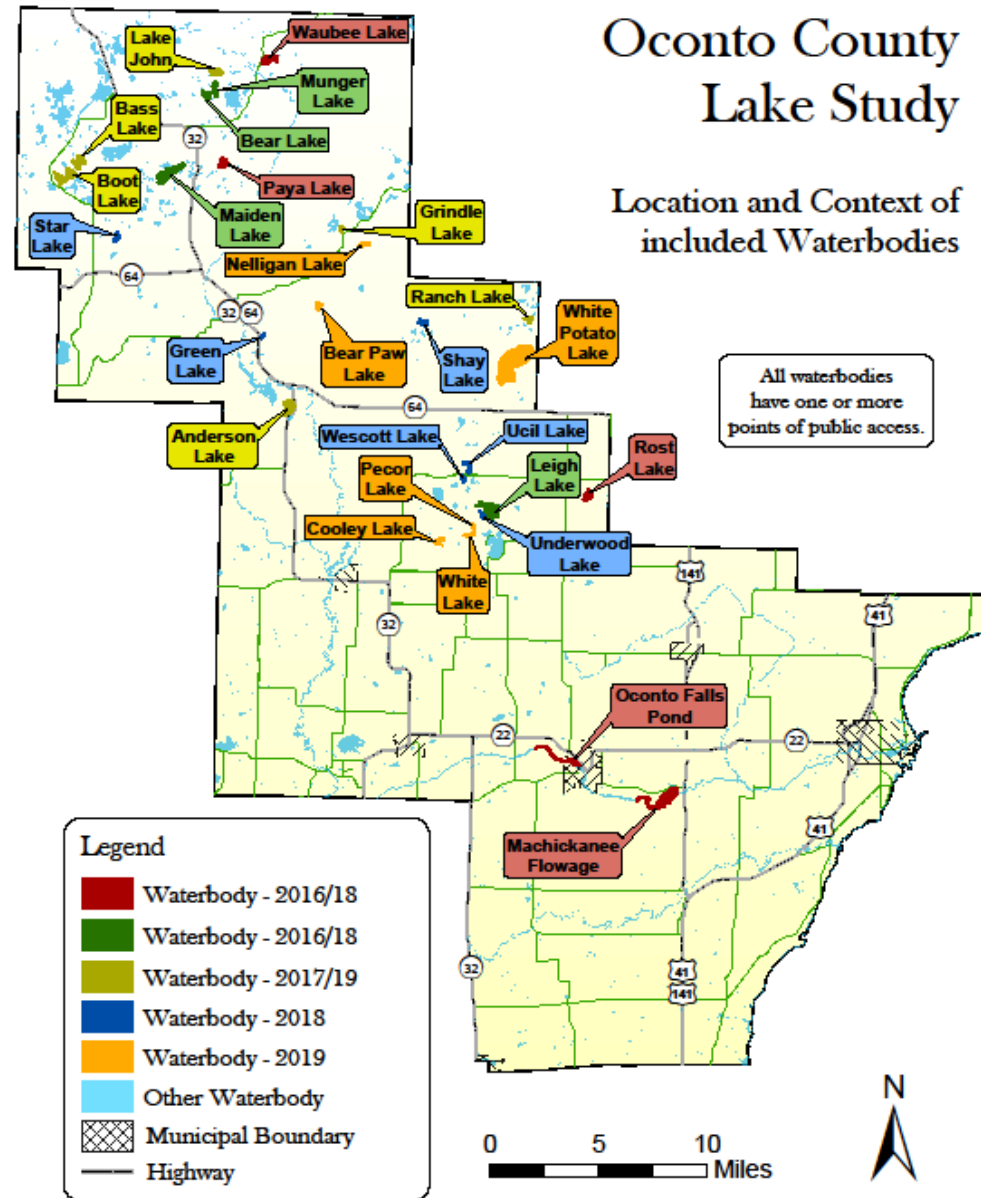 Oconto County
Lake Study
Location and Context of
included Waterbodies
All waterbodies
have one or more
points of public access.
Waubee Lake
Lake
John
Munger
Lake
Bass
Lake
32
Bear Lake
Boot
Lake
Paya Lake
Maiden
Lake
Star
Lake
Grindle
Lake
Nelligan Lake
64
Ranch Lake
32
64
White
Potato
Lake
Green
Lake
Bear Paw
Lake
Shay
Lake
64
Anderson
Lake
Wescott Lake
Ucil Lake
Pecor
Lake
Leigh
Lake
Rost
Lake
Cooley Lake
Underwood
Lake
White
Lake
141
41
32
Oconto Falls
Pond
22
22
Machickanee
Flowage
41
32
41
141
Legend
Waterbody - 2016/18
Waterbody - 2016/18
Waterbody - 2017/19
Waterbody - 2018
Waterbody - 2019
Other Waterbody
Municipal Boundary
Highway
N
0 5 10
Miles